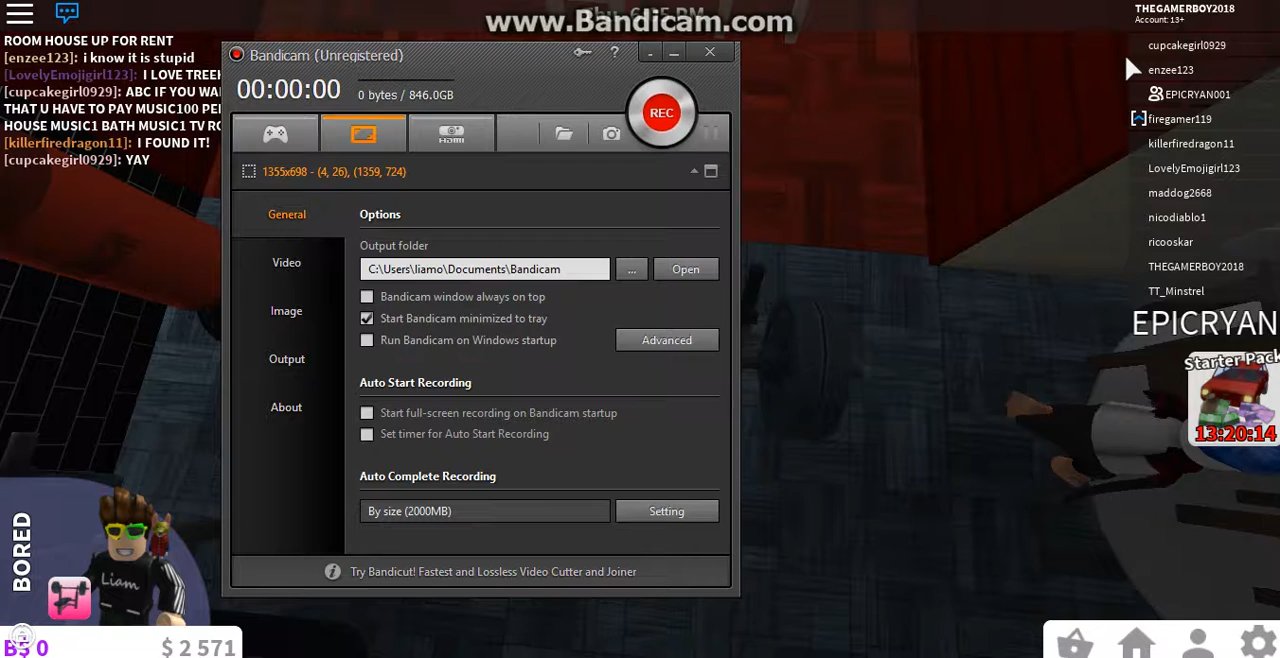 www.Bandicam.com
THEGAMERBOY2018
Account: 13+
ROOM HOUSE UP FOR RENT
[enzee123]: i know it is stupid
[LovelyEmojigirl123]: I LOVE TREEH
[cupcakegirl0929]: ABC IF YOU WA
THAT U HAVE TO PAY MUSIC100 PE
HOUSE MUSIC1 BATH MUSIC1 TV RO
[killerfiredragon11]: I FOUND IT!
[cupcakegirl0929]: YAY
Bandicam (Unregistered)
?
00:00:00
0 bytes / 846.0GB
REC
HDMI
1355x698 - (4, 26), (1359, 724)
General
Video
Image
Output
About
Options
Output folder
C:\Users\liamo\Documents\Bandicam
...
Open
Bandicam window always on top
Start Bandicam minimized to tray
Run Bandicam on Windows startup
Advanced
Auto Start Recording
Start full-screen recording on Bandicam startup
Set timer for Auto Start Recording
Auto Complete Recording
By size (2000MB)
Setting
Try Bandicut! Fastest and Lossless Video Cutter and Joiner
cupcakegirl0929
enzee123
EPICRYAN001
firegamer119
killerfiredragon11
LovelyEmojigirl123
maddog2668
nicodiablo1
ricooskar
THEGAMERBOY2018
TT_Minstrel
EPICRYAN
Starter Pack
13:20:14
BORED
Liam
B$ 0
$ 2 571